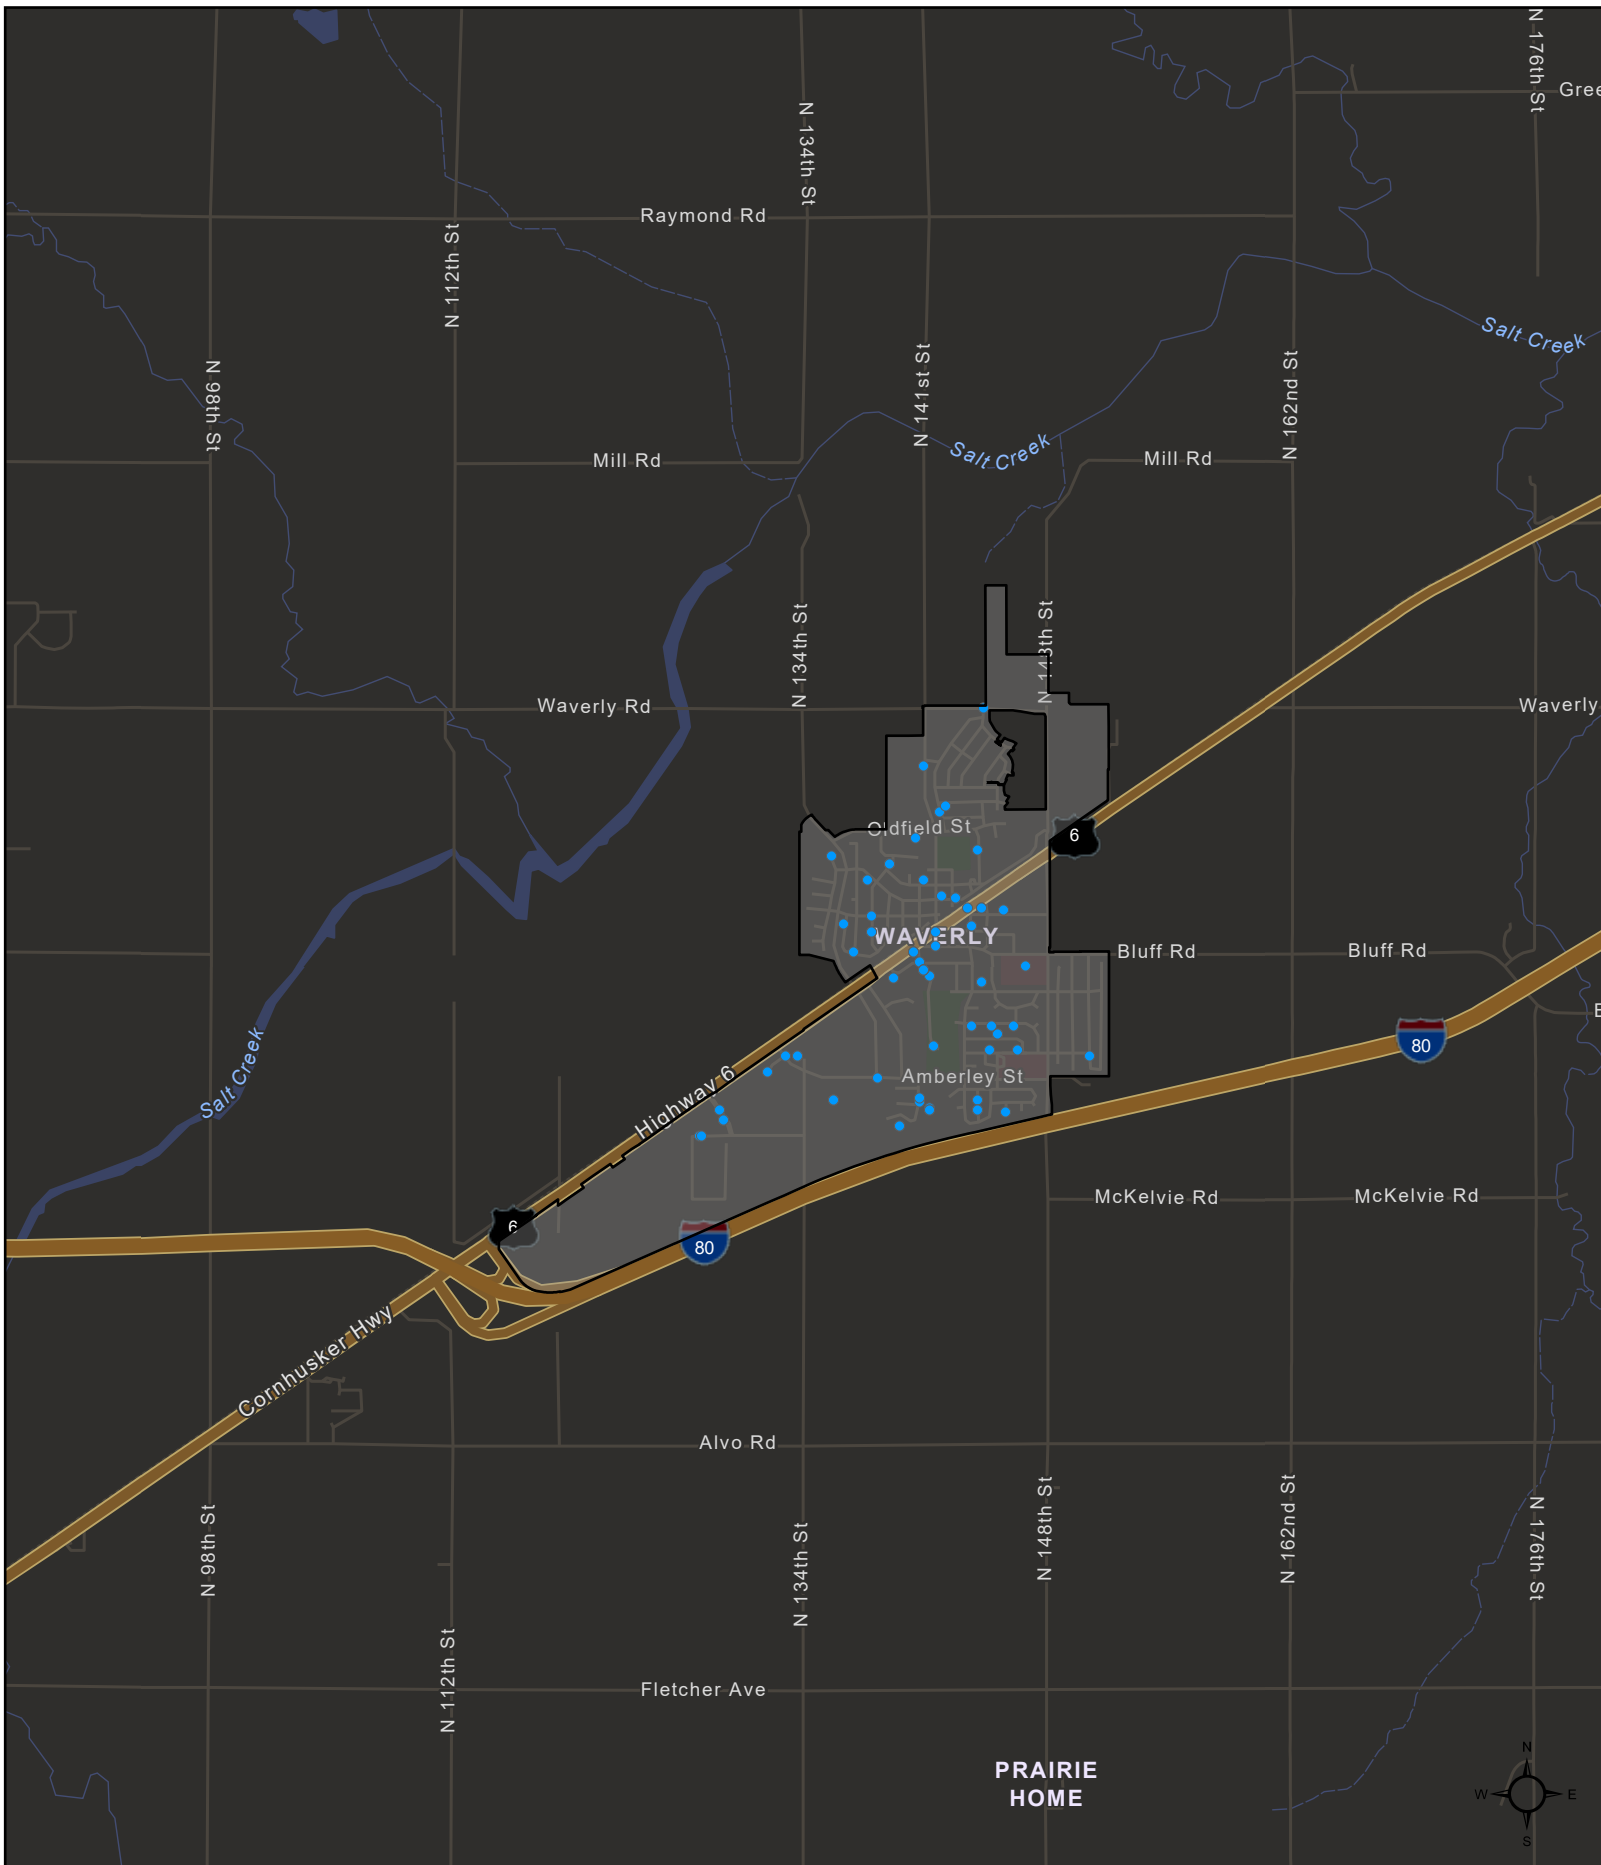 N 176th St
Gree
N 134th St
Raymond Rd
N 112th St
Salt Creek
N 98th St
N 141st St
N 162nd St
Salt Creek
Mill Rd
Mill Rd
N 134th St
N 148th St
Waverly Rd
Waverly
Oldfield St
6
WAVERLY
Bluff Rd
Bluff Rd
E
80
Salt Creek
Highway 6
Amberley St
McKelvie Rd
McKelvie Rd
6
80
Cornhusker Hwy
Alvo Rd
N 98th St
N 134th St
N 148th St
N 162nd St
N 176th St
N 112th St
Fletcher Ave
PRAIRIE
HOME
N
W
E
S